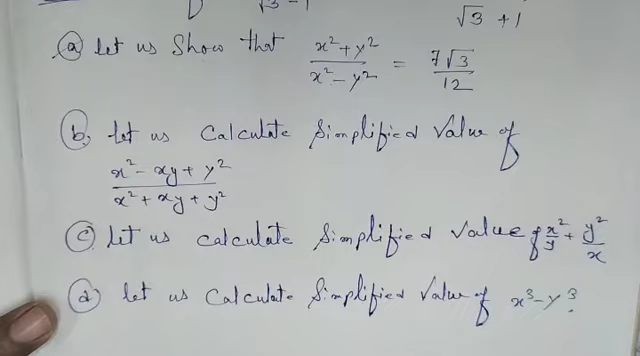 √3 - 1 √3 + 1
(a) let us Show that x² + y² / x² - y² = 7√3 / 12
(b) let us Calculate Simplified Value of
x² - xy + y² / x² + xy + y²
(c) let us calculate Simplified Value of x²/y + y²/x
(d) let us Calculate Simplified Value of x³ - y³?